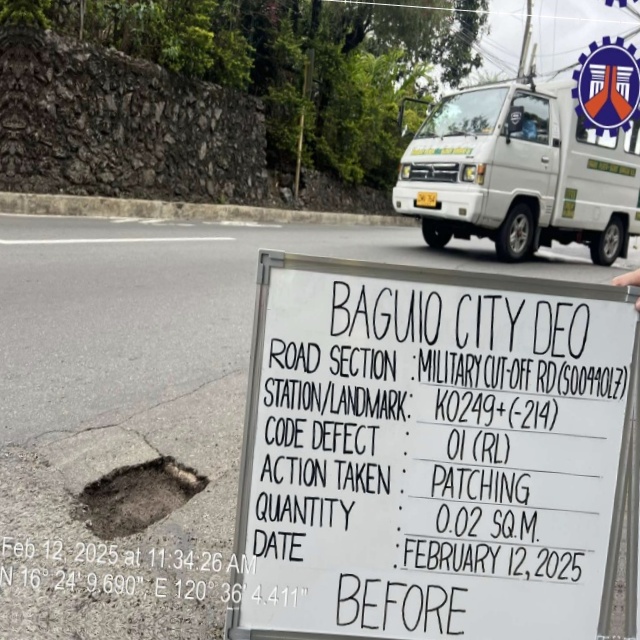 BAGUIO CITY DEO
ROAD SECTION : MILITARY CUT-OFF RD (S00440LZ)
STATION/LANDMARK: K0249+(-214)
CODE DEFECT : 01 (RL)
ACTION TAKEN : PATCHING
QUANTITY : 0.02 SQ.M.
DATE : FEBRUARY 12, 2025
BEFORE
Feb 12, 2025 at 11:34:26 AM
N 16° 24' 9.690", E 120° 36' 4.411"